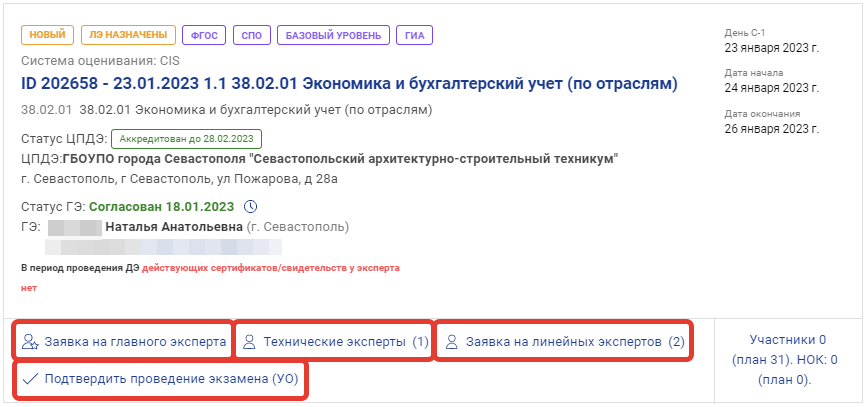 НОВЫЙ ЛЭ НАЗНАЧЕНЫ ФГОС СПО БАЗОВЫЙ УРОВЕНЬ ГИА
Система оценивания: CIS
ID 202658 - 23.01.2023 1.1 38.02.01 Экономика и бухгалтерский учет (по отраслям)
38.02.01 38.02.01 Экономика и бухгалтерский учет (по отраслям)
Статус ЦПДЭ: Аккредитован до 28.02.2023
ЦПДЭ:ГБОУПО города Севастополя "Севастопольский архитектурно-строительный техникум"
г. Севастополь, г Севастополь, ул Пожарова, д 28а
Статус ГЭ: Согласован 18.01.2023
ГЭ: Наталья Анатольевна (г. Севастополь)
В период проведения ДЭ действующих сертификатов/свидетельств у эксперта
нет
День С-1
23 января 2023 г.
Дата начала
24 января 2023 г.
Дата окончания
26 января 2023 г.
Заявка на главного эксперта Технические эксперты (1) Заявка на линейных экспертов (2)
Подтвердить проведение экзамена (УО)
Участники 0
(план 31). НОК: 0
(план 0).